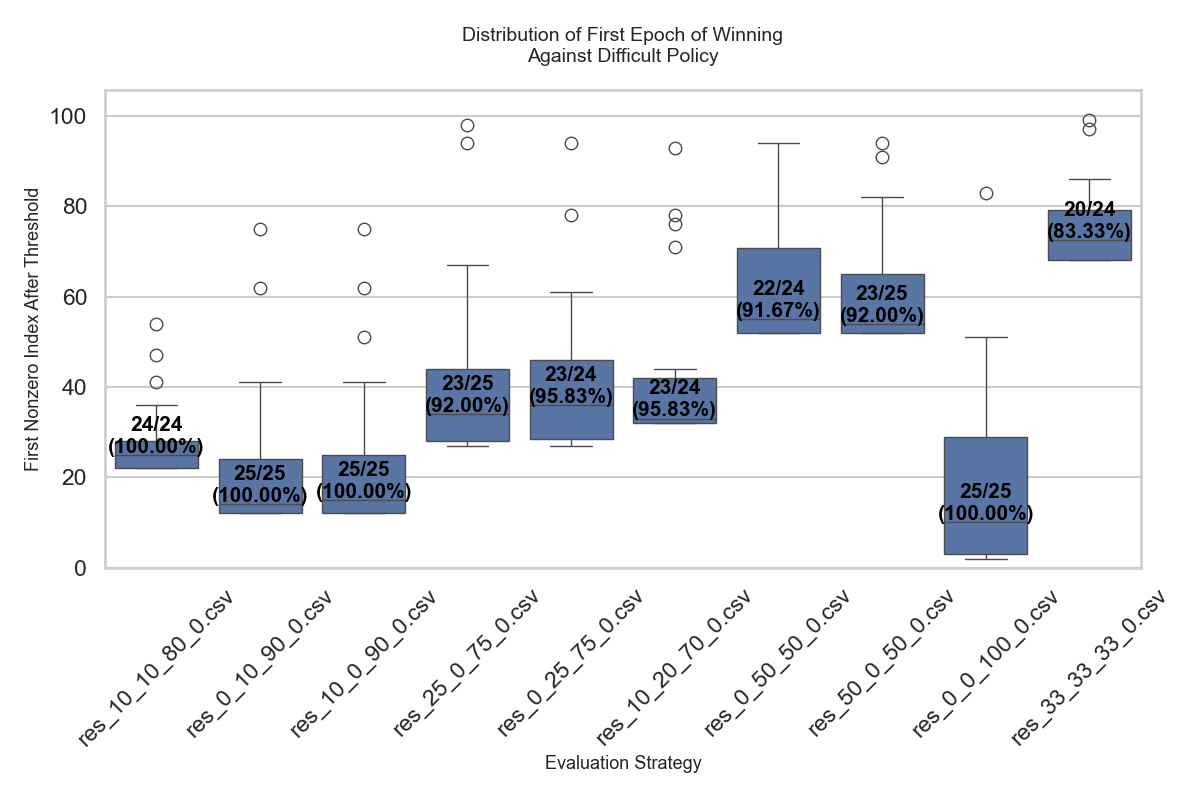 Distribution of First Epoch of Winning
Against Difficult Policy
First Nonzero Index After Threshold
100
80
60
40
20
0
24/24
(100.00%)
25/25
(100.00%)
25/25
(100.00%)
23/25
(92.00%)
23/24
(95.83%)
23/24
(95.83%)
22/24
(91.67%)
23/25
(92.00%)
25/25
(100.00%)
20/24
(83.33%)
res_10_10_80_0.csv
res_0_10_90_0.csv
res_10_0_90_0.csv
res_25_0_75_0.csv
res_0_25_75_0.csv
res_10_20_70_0.csv
res_0_50_50_0.csv
res_50_0_50_0.csv
res_0_0_100_0.csv
res_33_33_33_0.csv
Evaluation Strategy